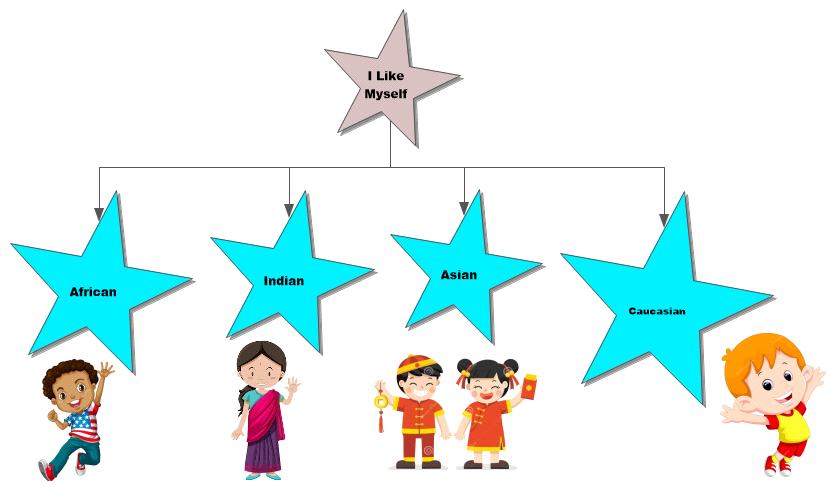 I Like
Myself
African
Indian
Asian
Caucasian